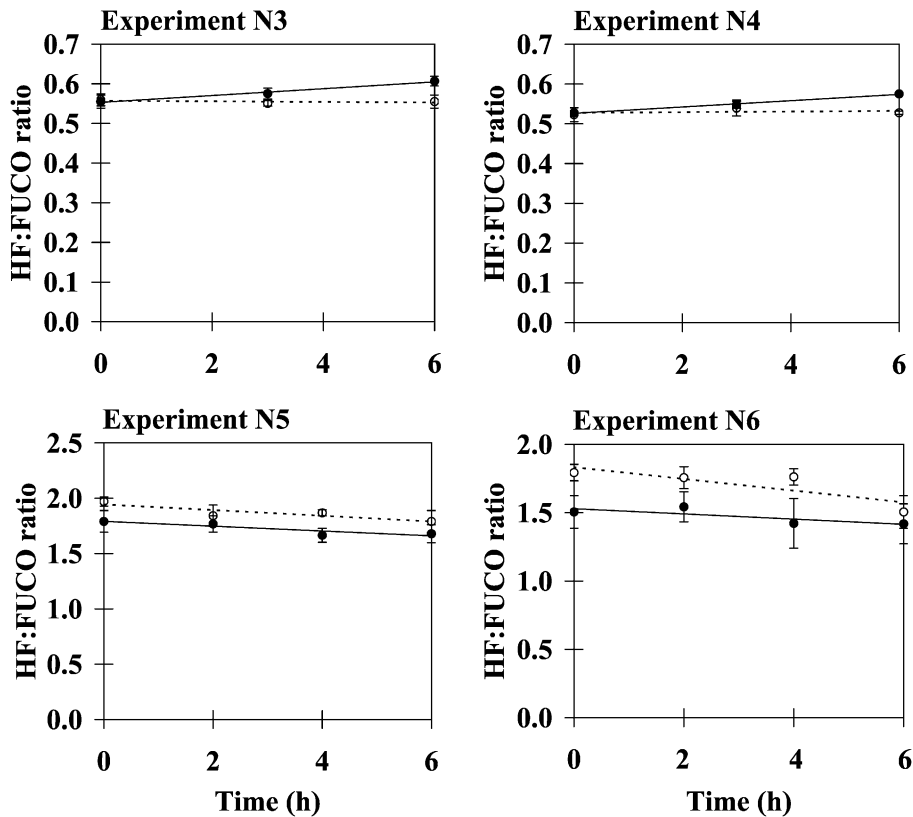 Experiment N3
Experiment N4
HF:FUCO ratio
0.7
0.6
0.5
0.4
0.3
0.2
0.1
0.0
0 2 4 6
HF:FUCO ratio
0.7
0.6
0.5
0.4
0.3
0.2
0.1
0.0
0 2 4 6
Experiment N5
Experiment N6
HF:FUCO ratio
2.5
2.0
1.5
1.0
0.5
0.0
0 2 4 6
Time (h)
HF:FUCO ratio
2.0
1.5
1.0
0.5
0.0
0 2 4 6
Time (h)